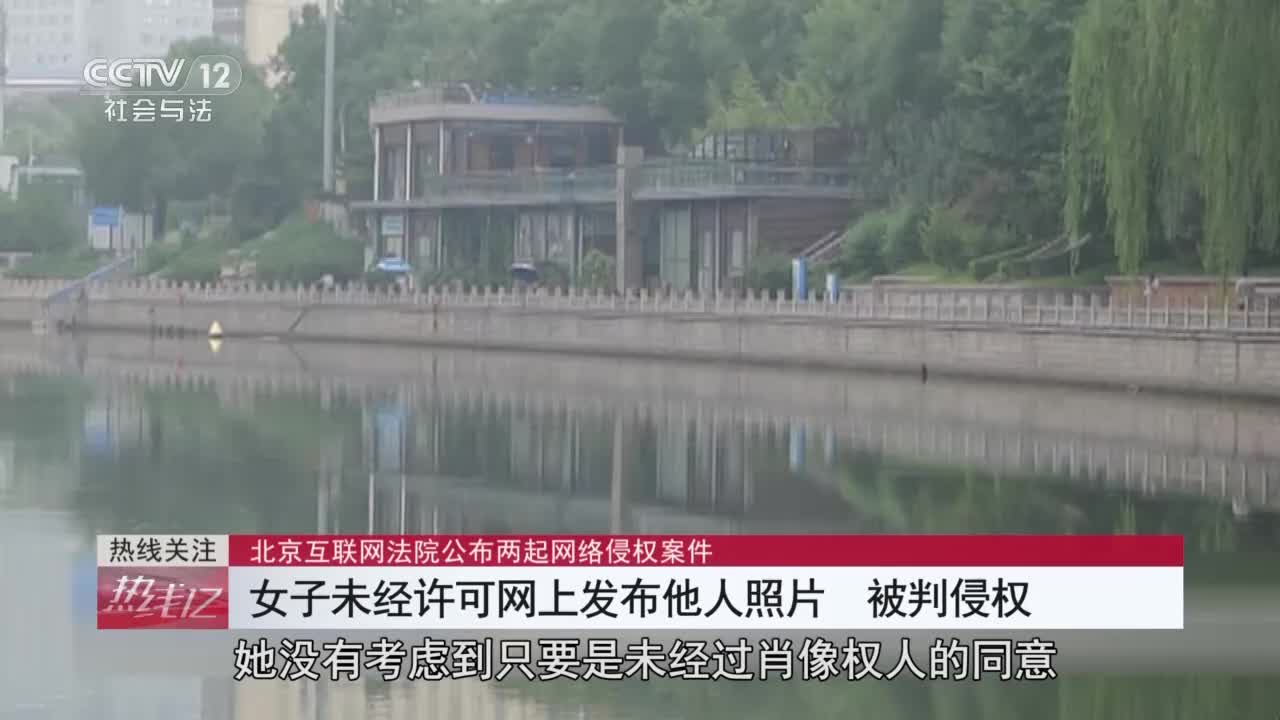 CCTV 12
社会与法
热线关注
北京互联网法院公布两起网络侵权案件
热线12
女子未经许可网上发布他人照片 被判侵权
她没有考虑到只要是未经过肖像权人的同意